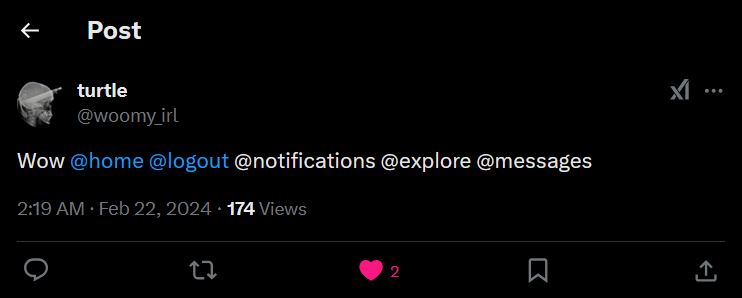 Post
turtle
@woomy_irl
Wow @home @logout @notifications @explore @messages
2:19 AM · Feb 22, 2024 · 174 Views
2